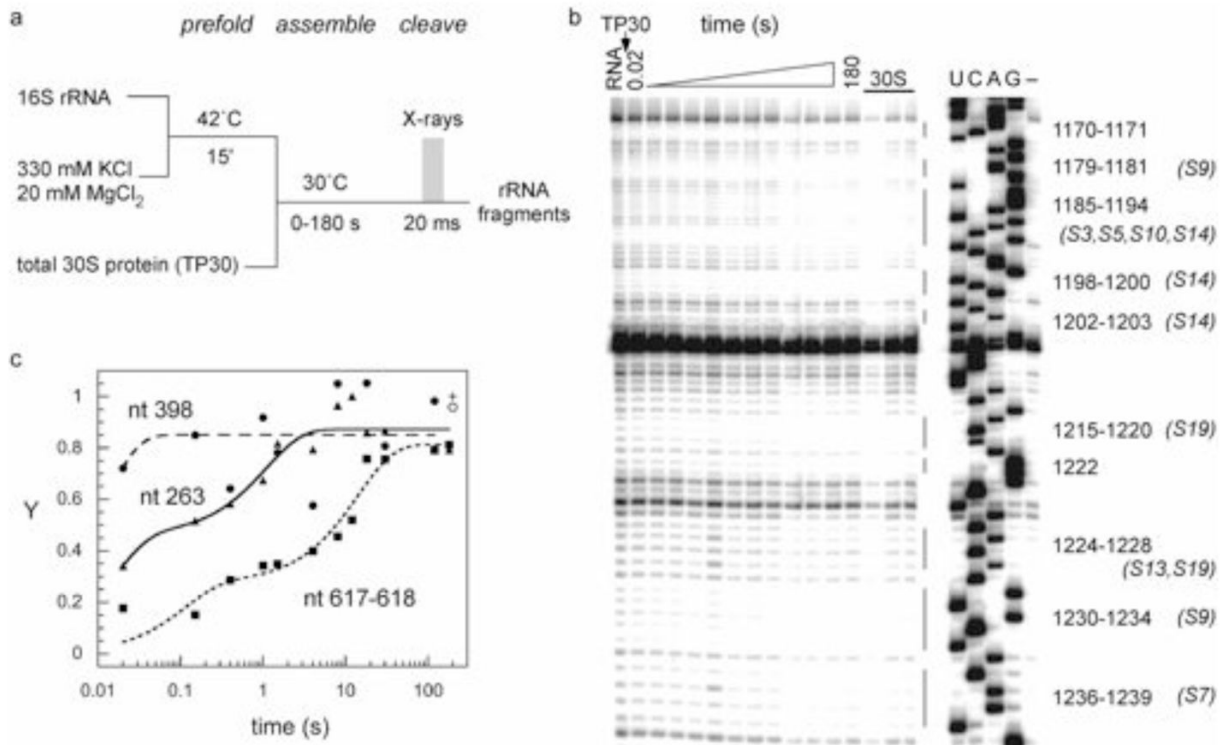 a
prefold assemble cleave
16S rRNA
42˚C
15'
330 mM KCl
20 mM MgCl2
X-rays
30˚C
0-180 s
20 ms
rRNA
fragments
total 30S protein (TP30)
b
TP30
time (s)
RNA
0.02
180
30S
U C A G –
1170-1171
1179-1181 (S9)
1185-1194
(S3,S5,S10,S14)
1198-1200 (S14)
1202-1203 (S14)
1215-1220 (S19)
1222
1224-1228
(S13,S19)
1230-1234 (S9)
1236-1239 (S7)
c
1
0.8
0.6
0.4
0.2
0
Y
nt 398
nt 263
nt 617-618
0.01 0.1 1 10 100
time (s)